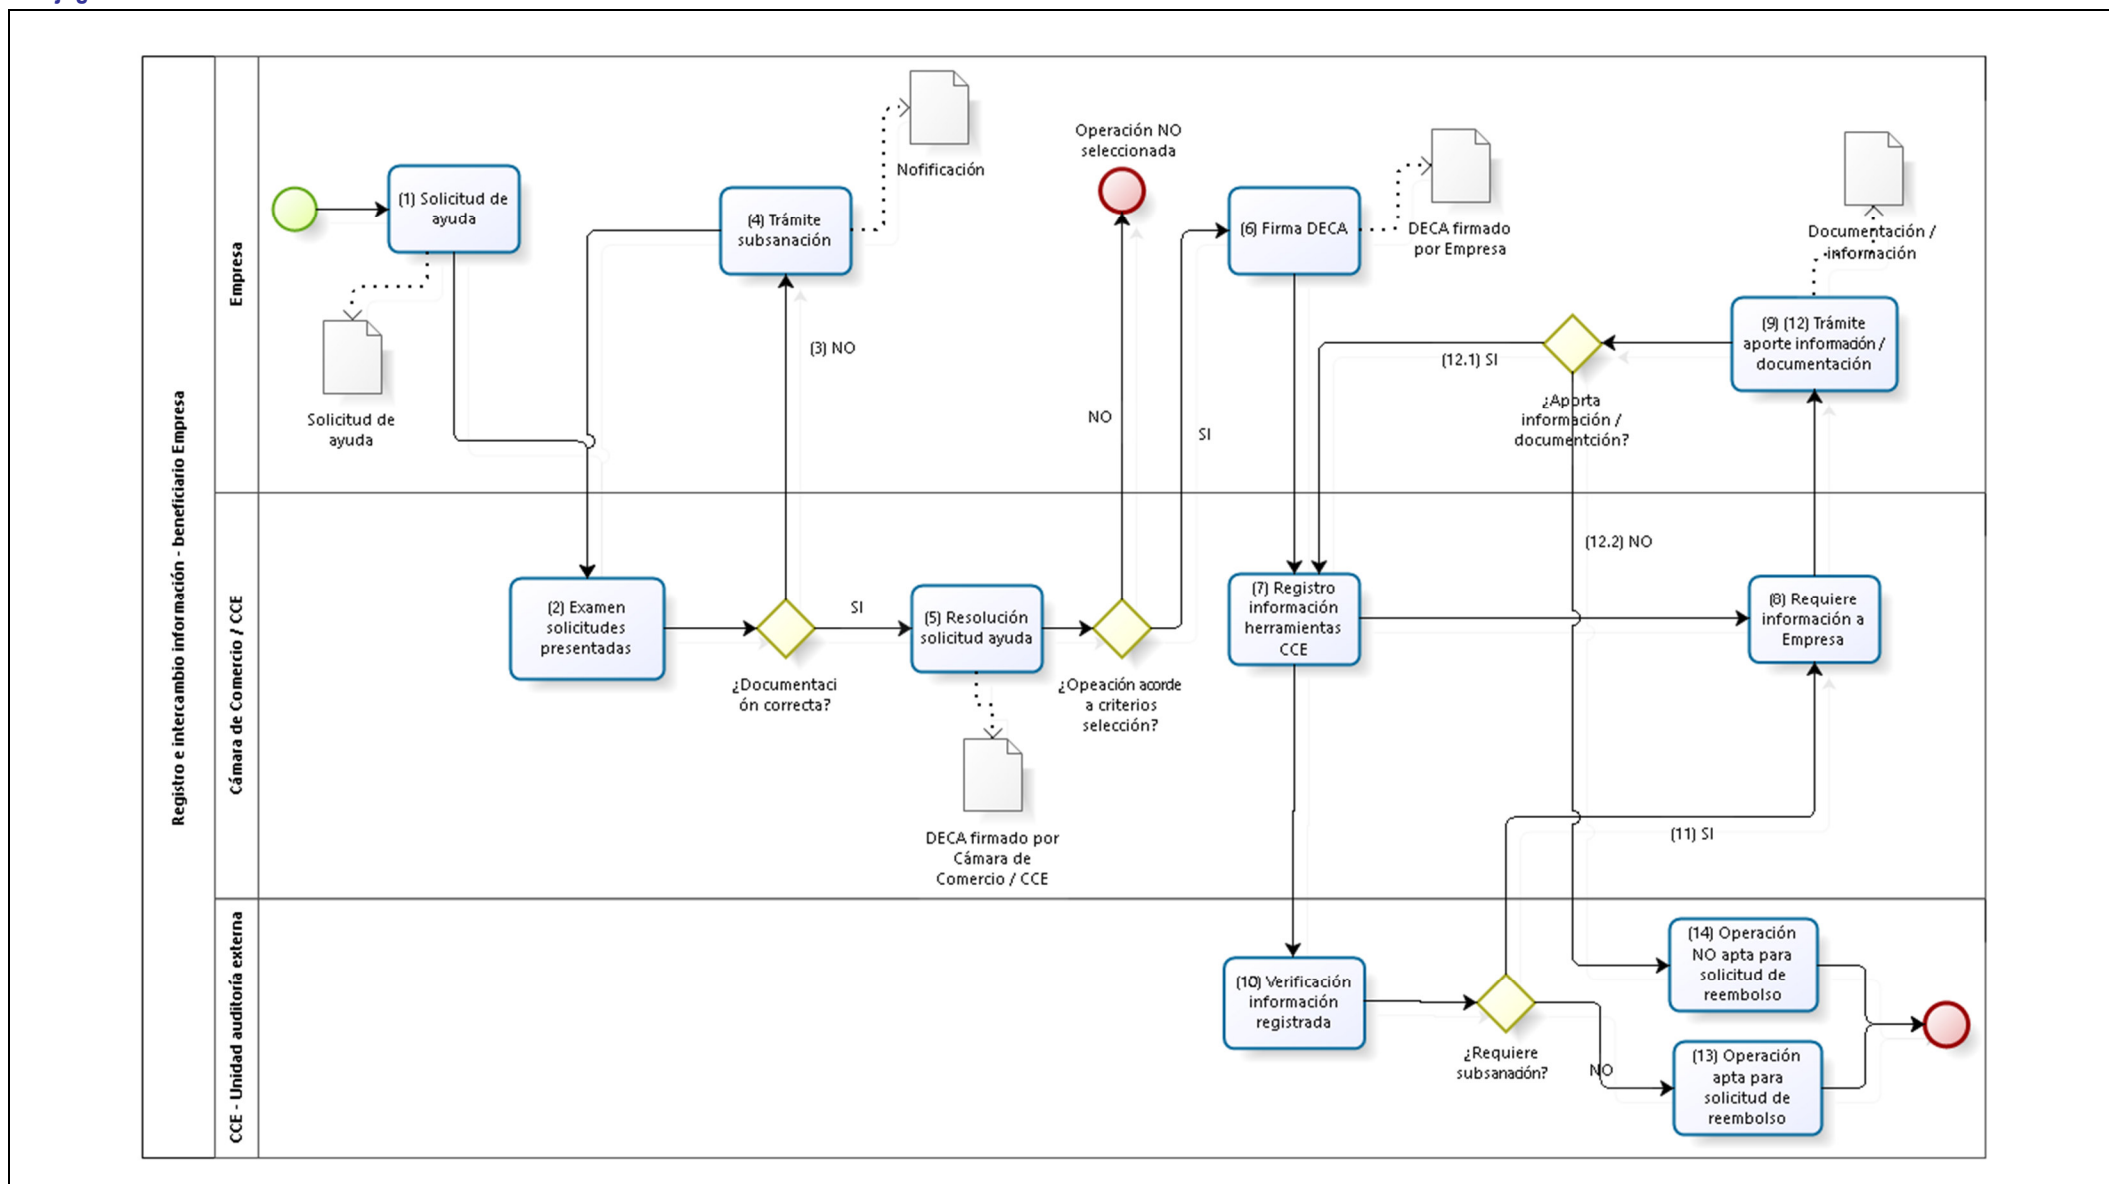 Registro e intercambio información - beneficiario Empresa
Empresa
(1) Solicitud de
ayuda
Solicitud de
ayuda
(4) Trámite
subsanación
Nofificación
(3) NO
Operación NO
seleccionada
NO
SI
(6) Firma DECA
DECA firmado
por Empresa
(12.1) SI
¿Aporta
información /
documentción?
(9) (12) Trámite
aporte información /
documentación
Documentación /
información
Cámara de Comercio / CCE
(2) Examen
solicitudes
presentadas
¿Documentaci
ón correcta?
SI
(5) Resolución
solicitud ayuda
DECA firmado por
Cámara de
Comercio / CCE
¿Opeación acorde
a criterios
selección?
(7) Registro
información
herramientas
CCE
(12.2) NO
(8) Requiere
información a
Empresa
(11) SI
CCE - Unidad auditoría externa
(10) Verificación
información
registrada
¿Requiere
subsanación?
NO
(14) Operación
NO apta para
solicitud de
reembolso
(13) Operación
apta para
solicitud de
reembolso